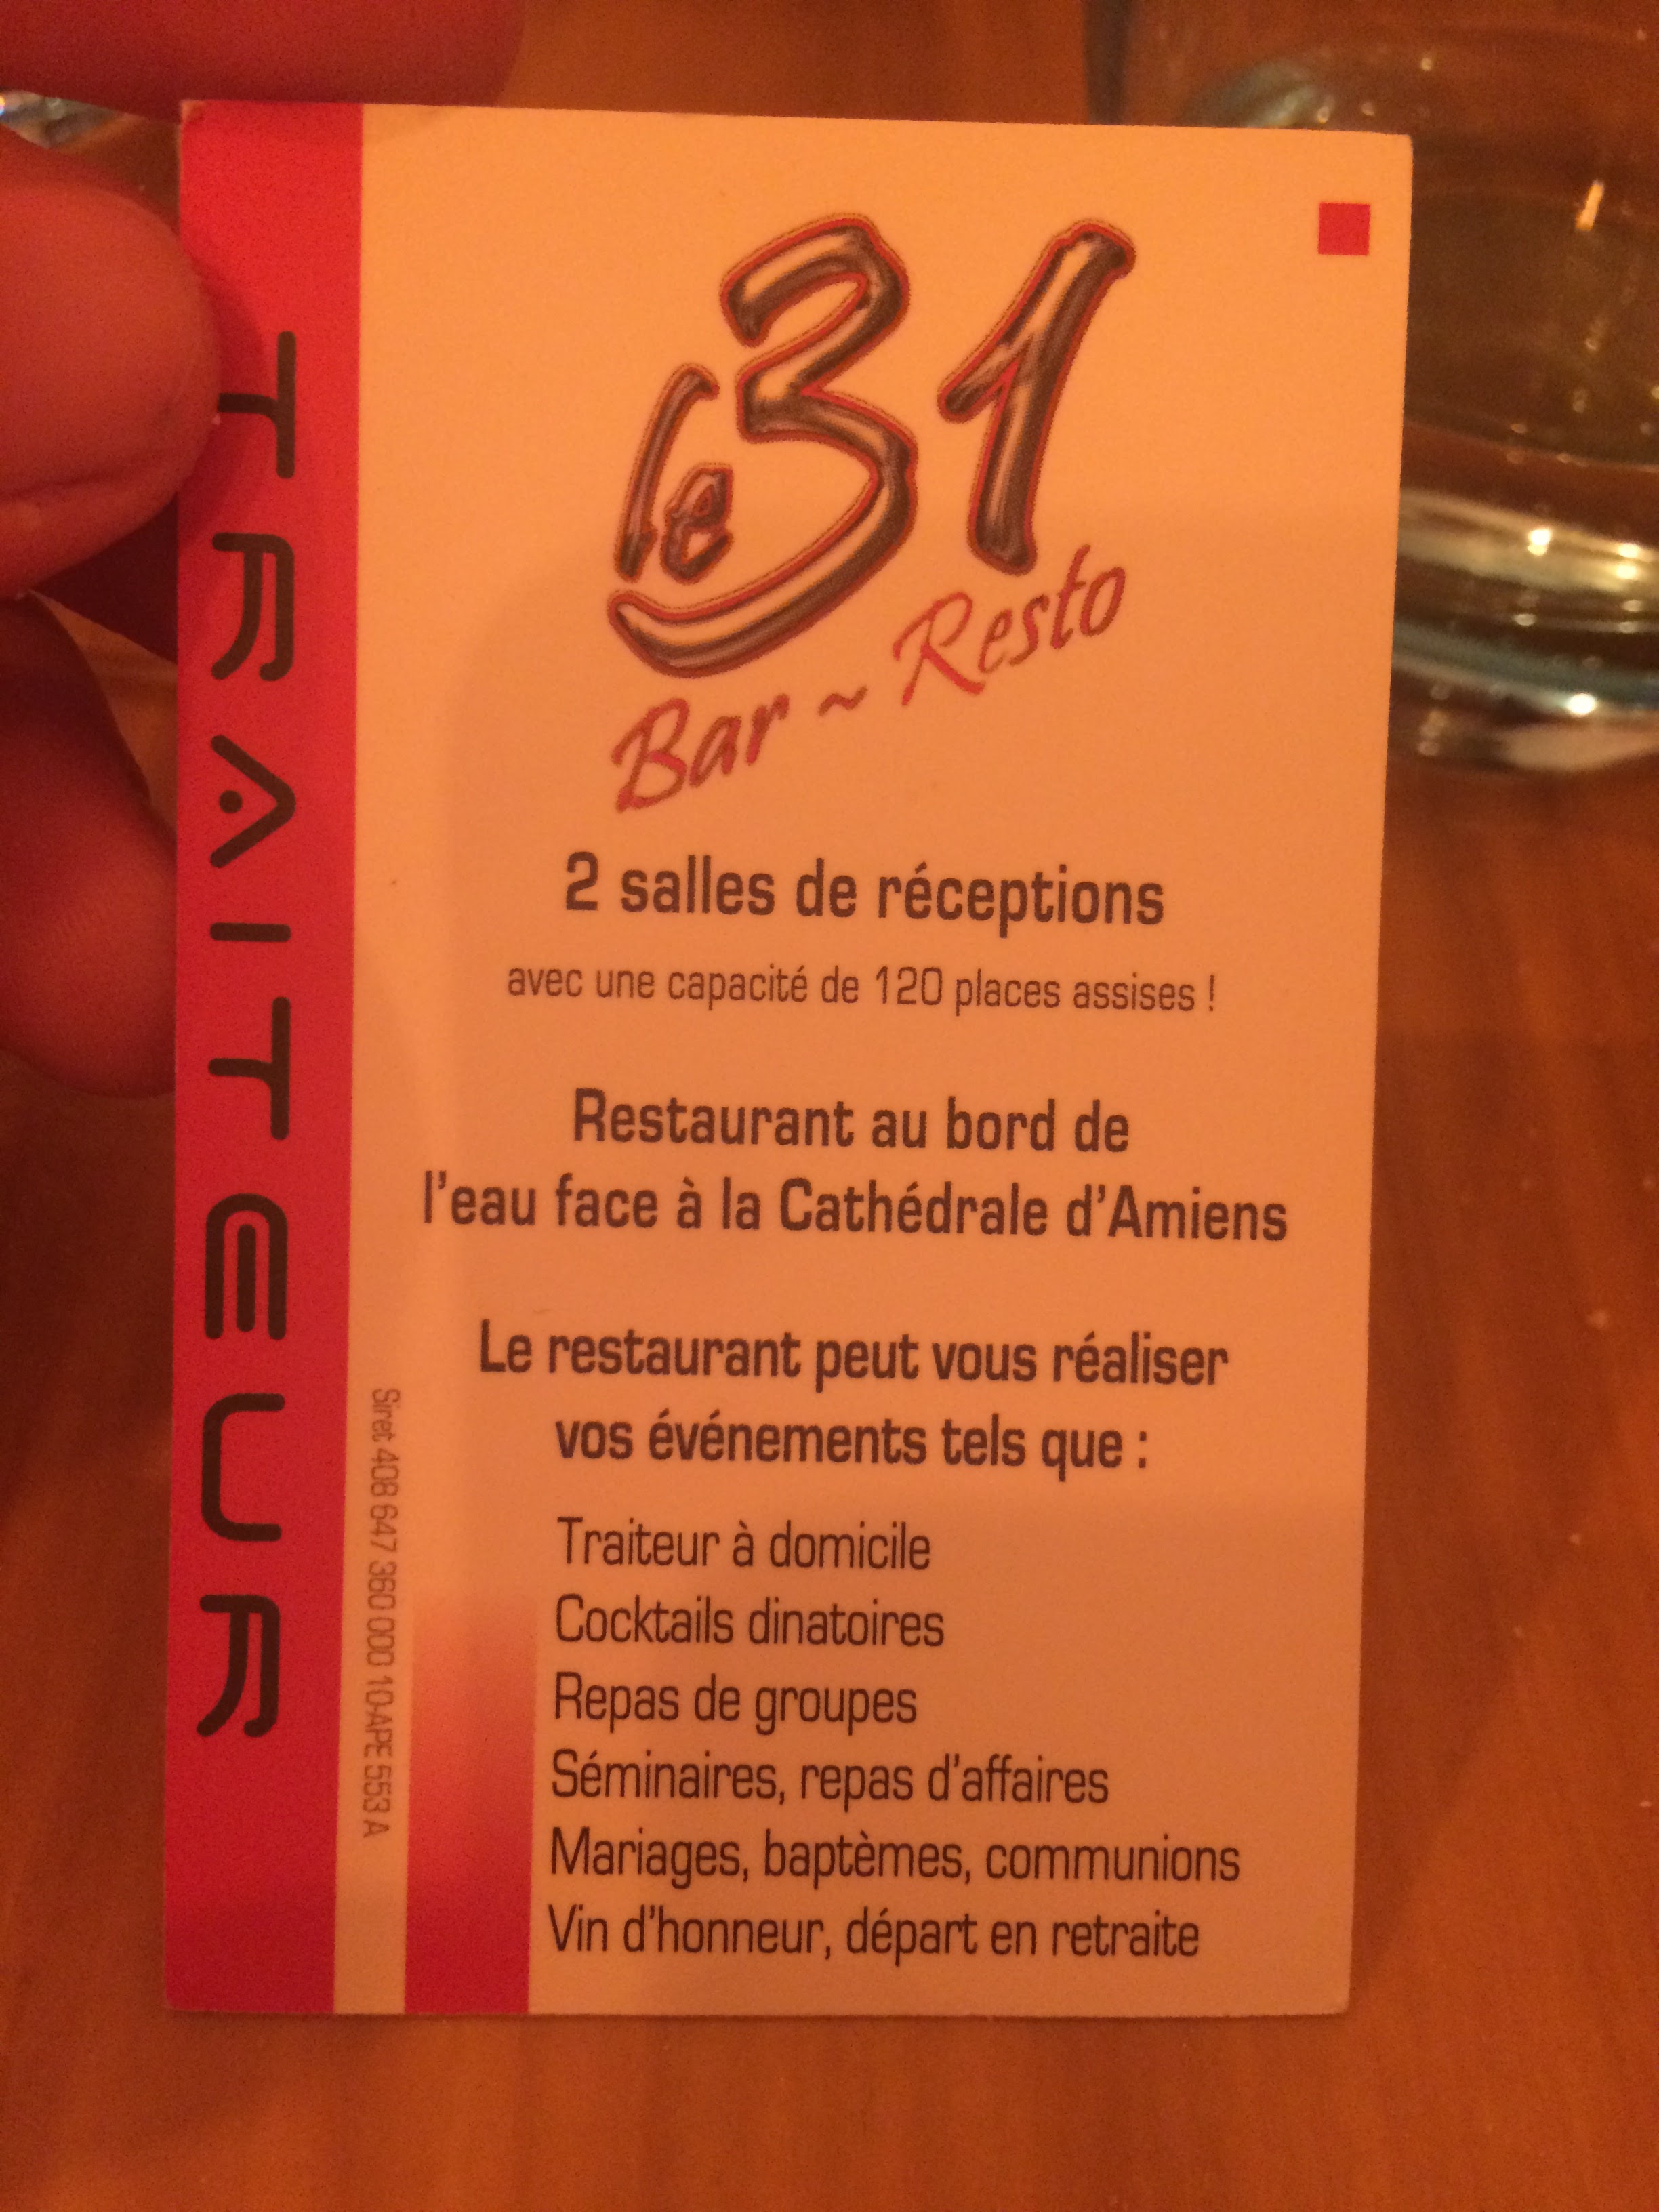 TRAITEUR
le 31
Bar ~ Resto
2 salles de réceptions
avec une capacité de 120 places assises !
Restaurant au bord de
l'eau face à la Cathédrale d'Amiens
Le restaurant peut vous réaliser
vos événements tels que :
Traiteur à domicile
Cocktails dinatoires
Repas de groupes
Séminaires, repas d'affaires
Mariages, baptèmes, communions
Vin d'honneur, départ en retraite
Siret 408 647 360 000 10-APE 553 A